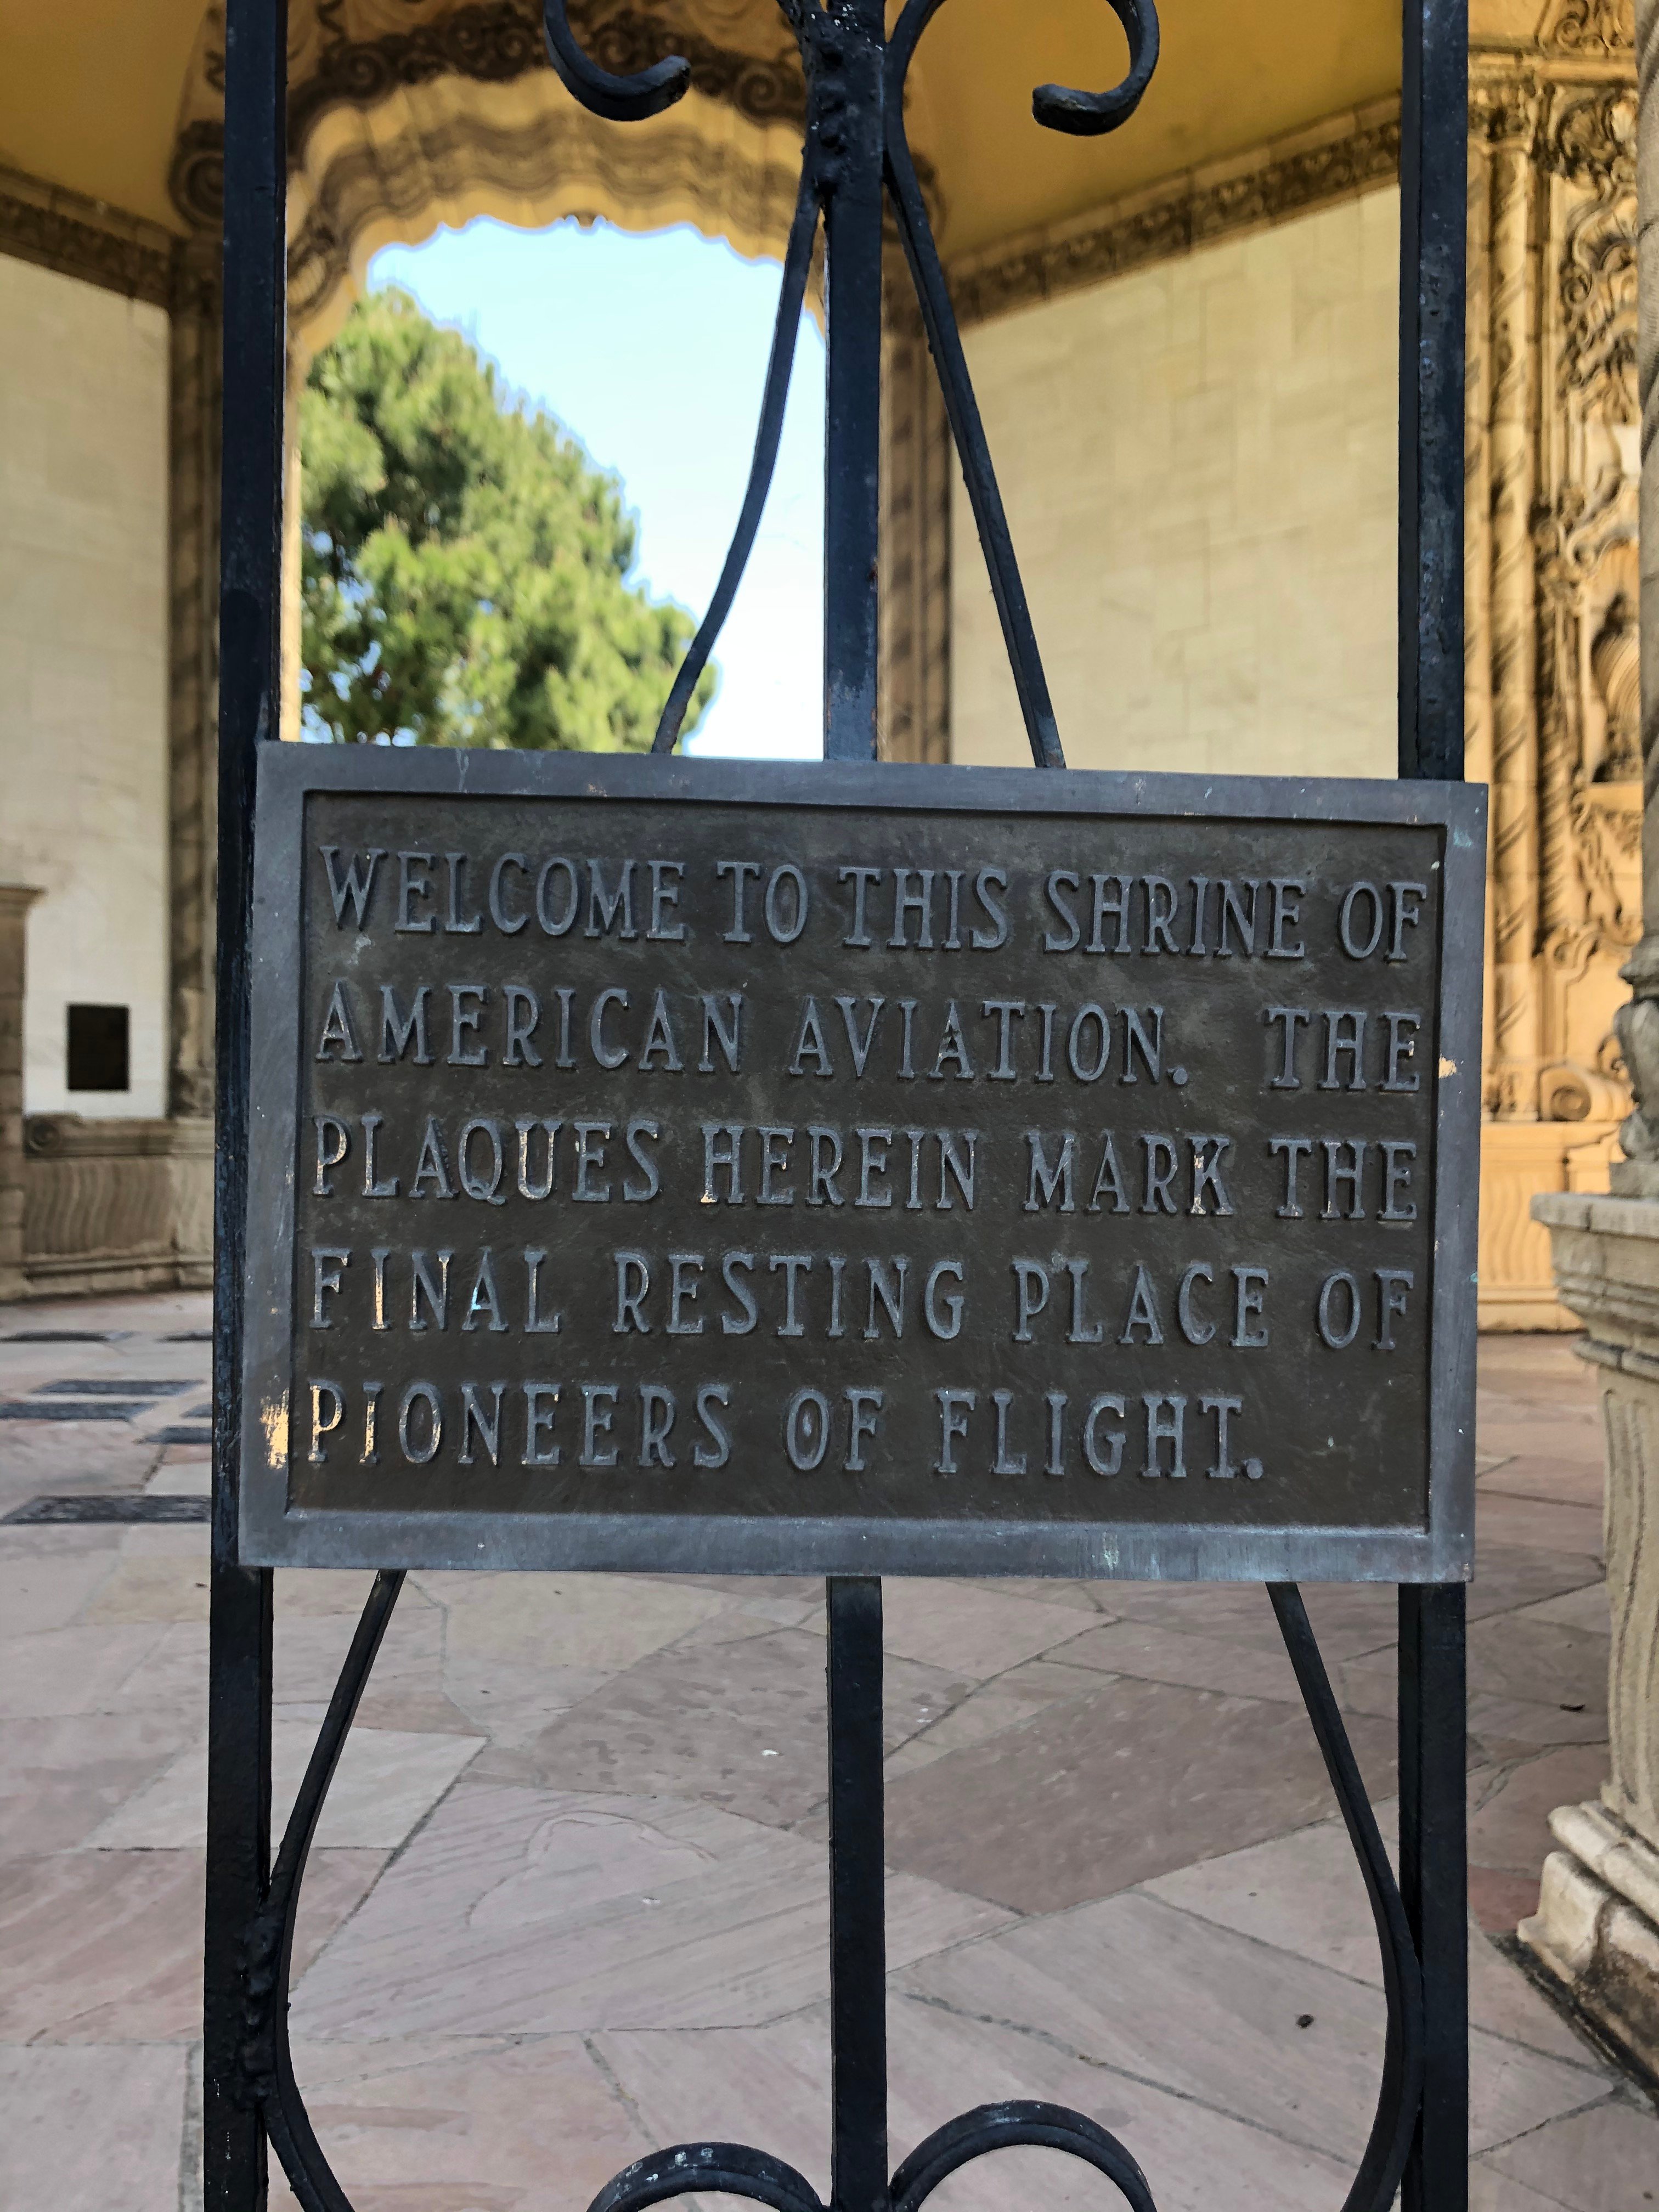 WELCOME TO THIS SHRINE OF
AMERICAN AVIATION. THE
PLAQUES HEREIN MARK THE
FINAL RESTING PLACE OF
PIONEERS OF FLIGHT.